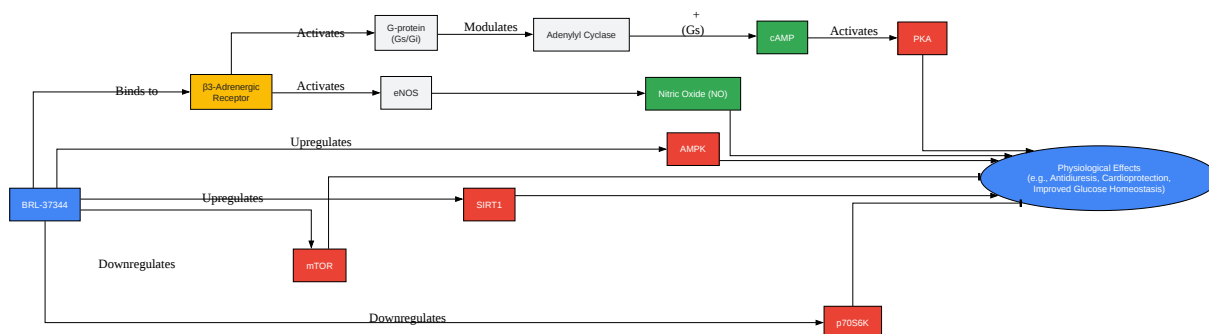 Activates
G-protein
(Gs/Gi)
Modulates
Adenylyl Cyclase
+
(Gs)
cAMP
Activates
PKA
Binds to
β3-Adrenergic
Receptor
Activates
eNOS
Nitric Oxide (NO)
Upregulates
AMPK
Physiological Effects
(e.g., Antidiuresis, Cardioprotection,
Improved Glucose Homeostasis)
BRL-37344
Upregulates
SIRT1
Downregulates
mTOR
Downregulates
p70S6K